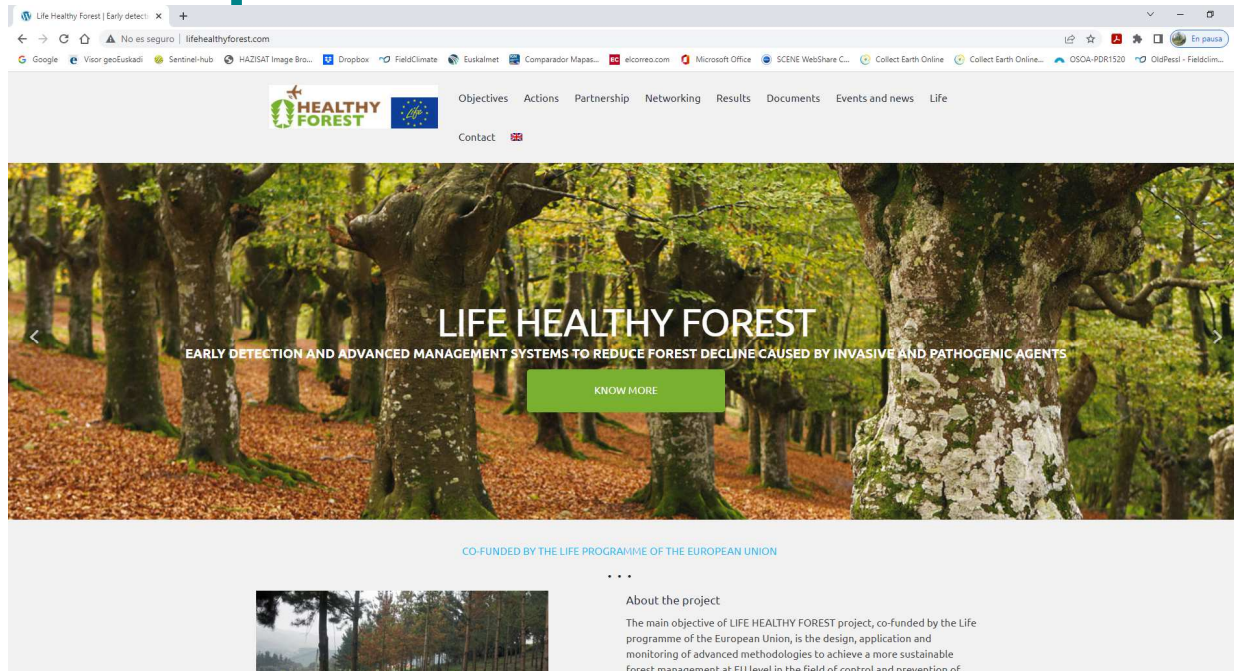 Life Healthy Forest | Early detecti
No es seguro | lifehealthyforest.com
En pausa
Google Visor geoEuskadi Sentinel-hub HAZISAT Image Bro... Dropbox FieldClimate Euskalmet Comparador Mapas... elcorreo.com Microsoft Office SCENE WebShare C... Collect Earth Online Collect Earth Online... OSOA-PDR1520 OldPessl - Fieldclim...
HEALTHY
FOREST
Life
Objectives Actions Partnership Networking Results Documents Events and news Life
Contact
LIFE HEALTHY FOREST
EARLY DETECTION AND ADVANCED MANAGEMENT SYSTEMS TO REDUCE FOREST DECLINE CAUSED BY INVASIVE AND PATHOGENIC AGENTS
KNOW MORE
CO-FUNDED BY THE LIFE PROGRAMME OF THE EUROPEAN UNION
• • •
About the project
The main objective of LIFE HEALTHY FOREST project, co-funded by the Life
programme of the European Union, is the design, application and
monitoring of advanced methodologies to achieve a more sustainable
forest management at EU level in the field of control and prevention of